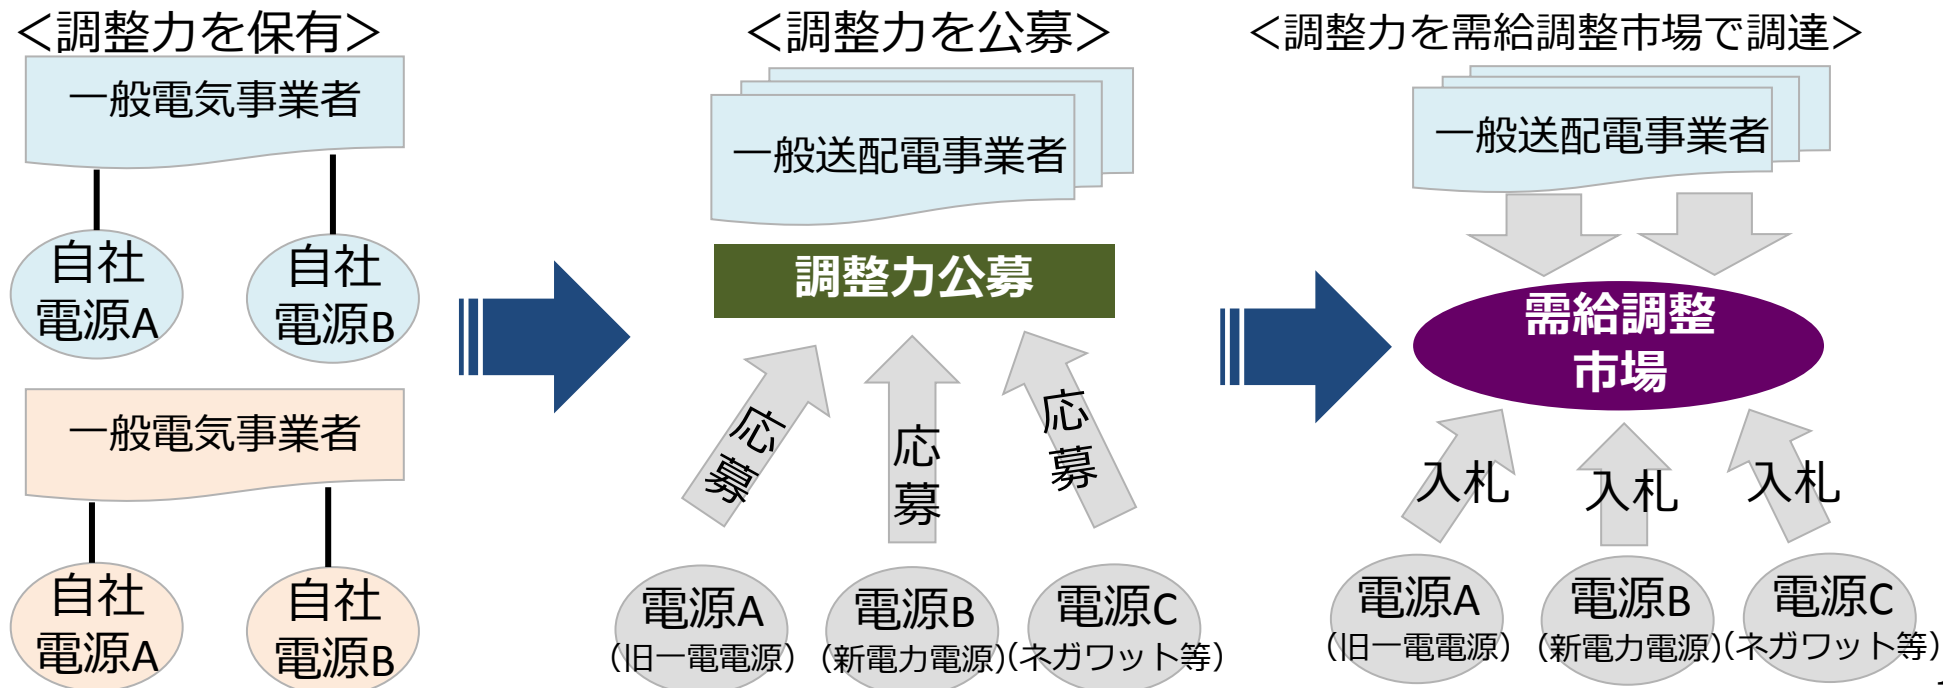 ＜調整力を保有＞
一般電気事業者
自社
電源A
自社
電源B
一般電気事業者
自社
電源A
自社
電源B
＜調整力を公募＞
一般送配電事業者
調整力公募
応募
応募
応募
電源A
（旧一電電源）
電源B
（新電力電源）
電源C
（ネガワット等）
＜調整力を需給調整市場で調達＞
一般送配電事業者
需給調整
市場
入札
入札
入札
電源A
（旧一電電源）
電源B
（新電力電源）
電源C
（ネガワット等）